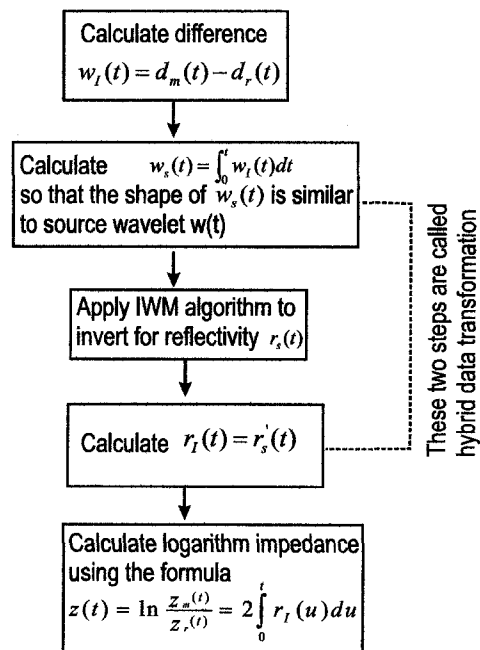 Calculate difference
w_I(t) = d_m(t) − d_r(t)
Calculate w_s(t) = ∫_0^t w_I(t)dt
so that the shape of w_s(t) is similar
to source wavelet w(t)
Apply IWM algorithm to
invert for reflectivity r_s(t)
Calculate r_I(t) = r_s'(t)
Calculate logarithm impedance
using the formula
z(t) = ln z_m(t)/z_r(t) = 2∫_0^t r_I(u)du
These two steps are called
hybrid data transformation